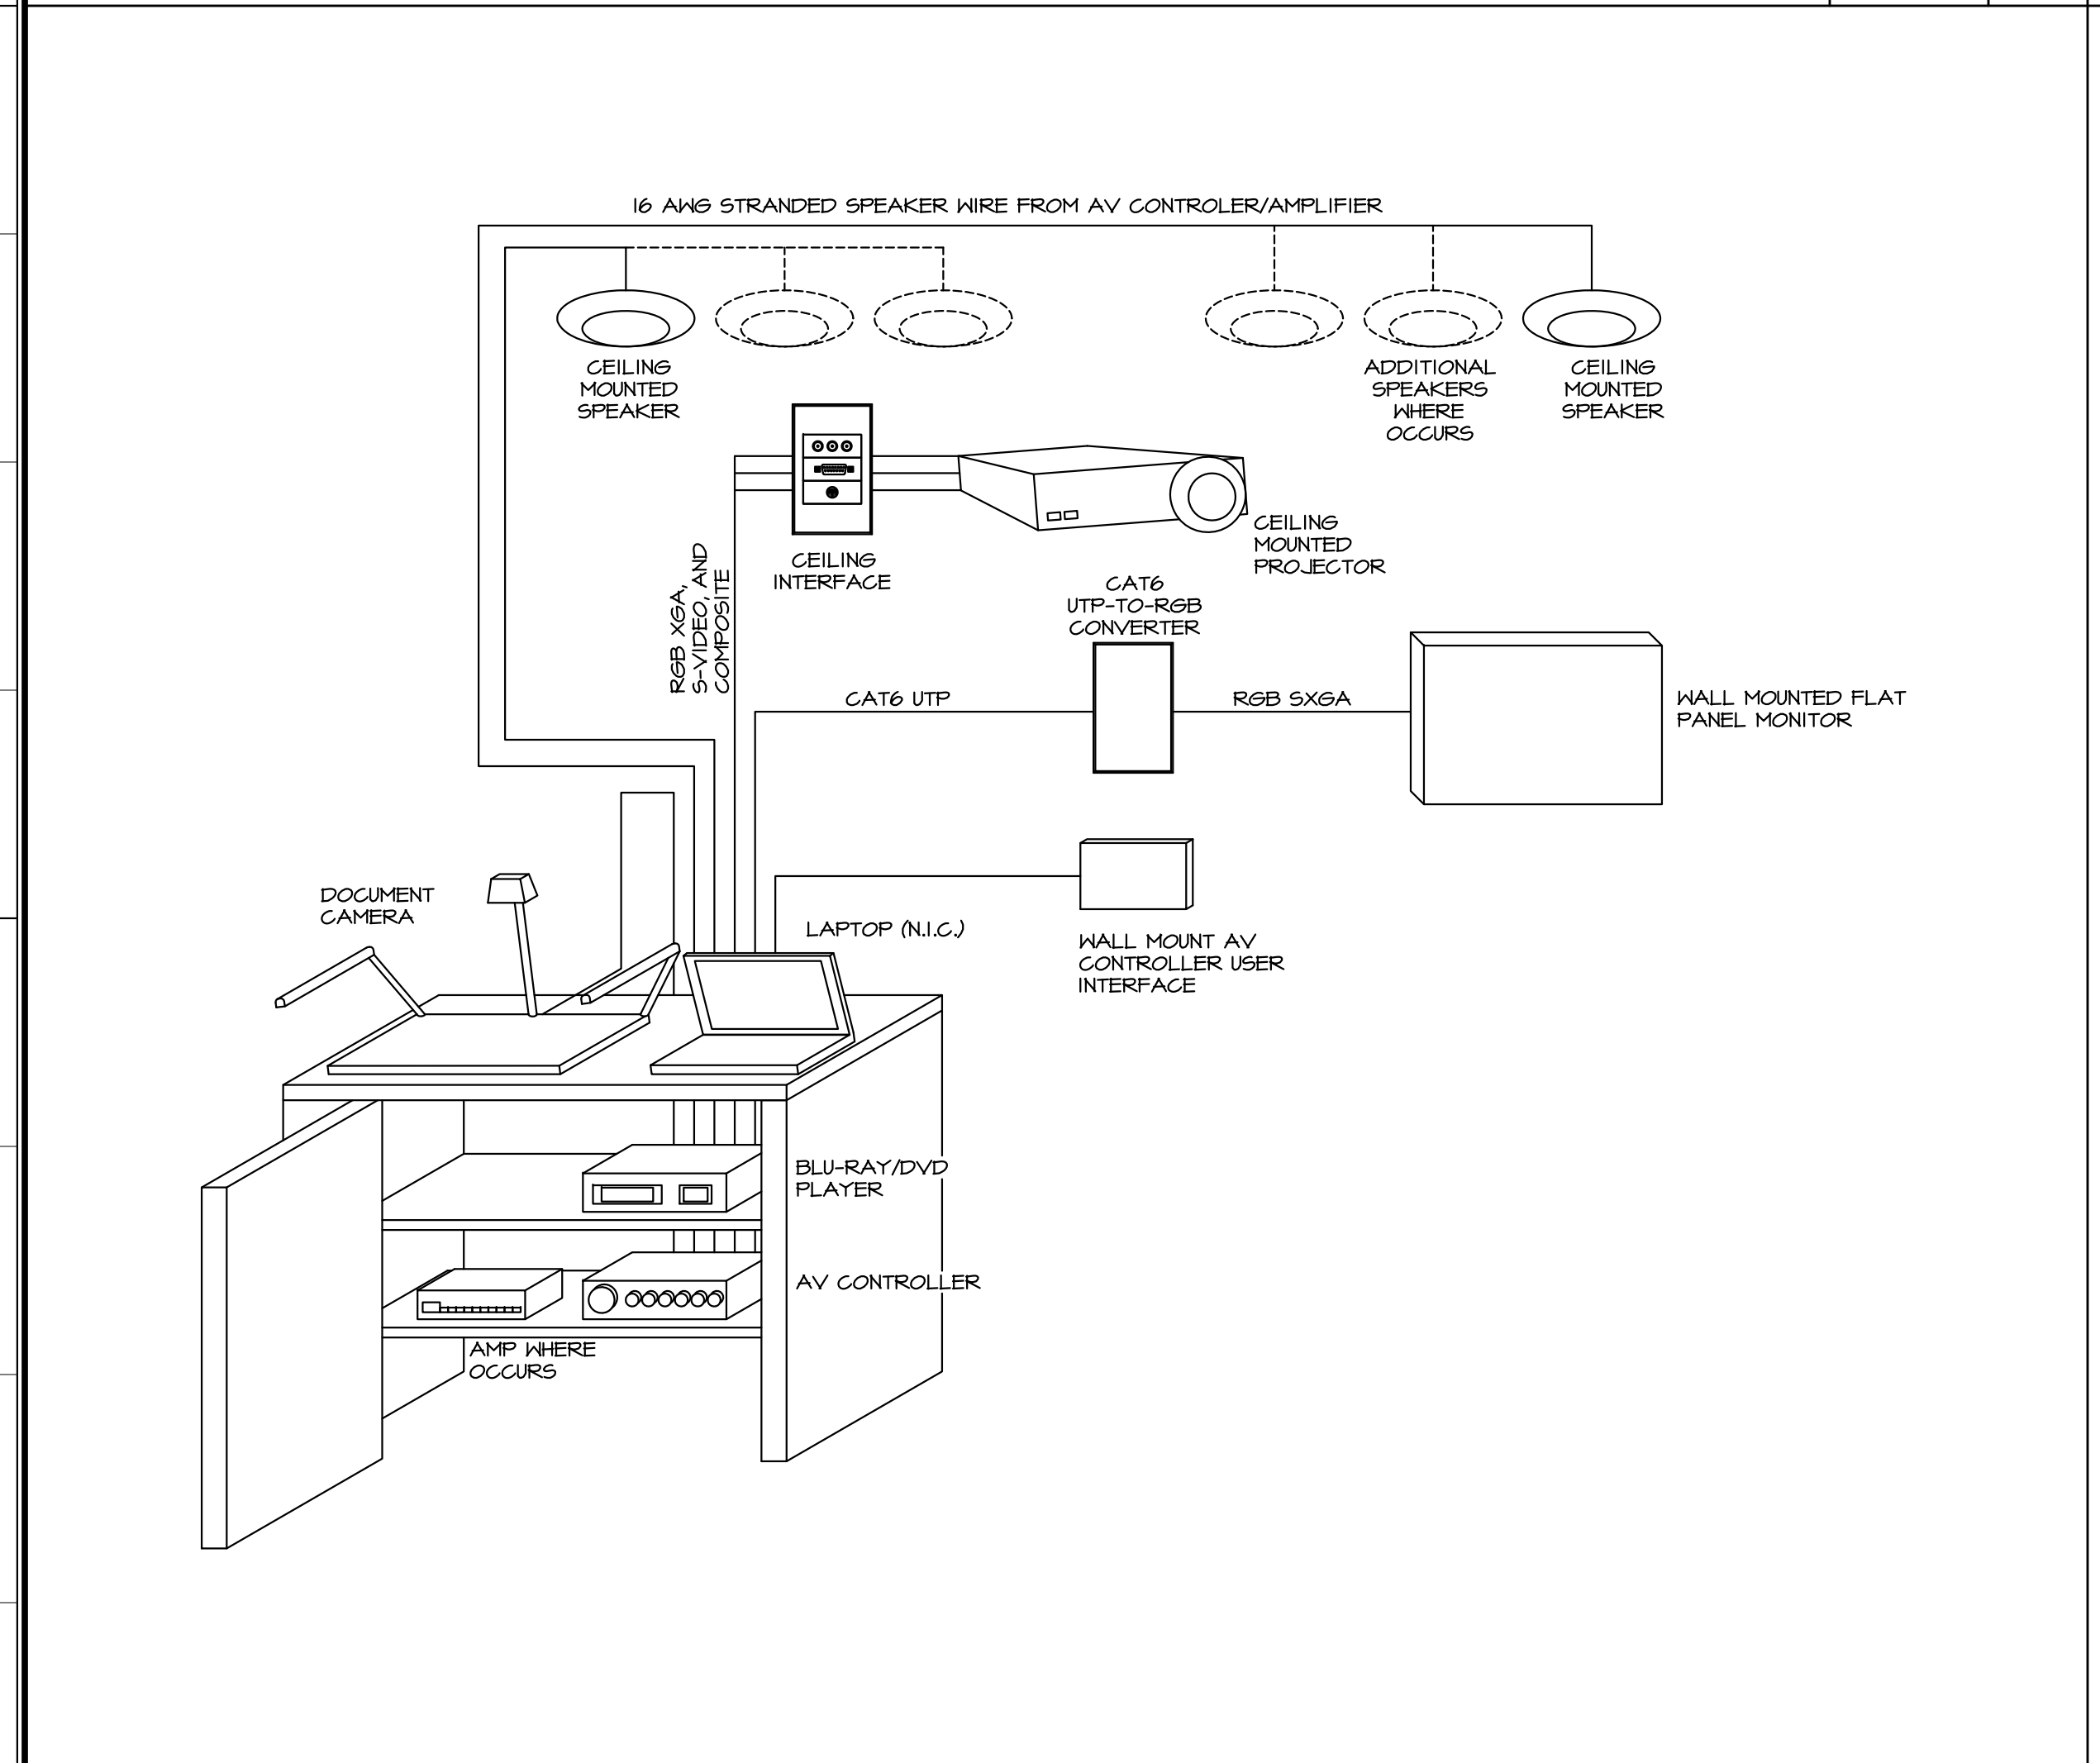 16 AWG STRANDED SPEAKER WIRE FROM AV CONTROLER/AMPLIFIER
CEILING
MOUNTED
SPEAKER
ADDITIONAL
SPEAKERS
WHERE
OCCURS
CEILING
MOUNTED
SPEAKER
CEILING
INTERFACE
CEILING
MOUNTED
PROJECTOR
RGB XGA,
S-VIDEO, AND
COMPOSITE
CAT6
UTP-TO-RGB
CONVERTER
CAT6 UTP
RGB SXGA
WALL MOUNTED FLAT
PANEL MONITOR
DOCUMENT
CAMERA
LAPTOP (N.I.C.)
WALL MOUNT AV
CONTROLLER USER
INTERFACE
BLU-RAY/DVD
PLAYER
AV CONTROLLER
AMP WHERE
OCCURS